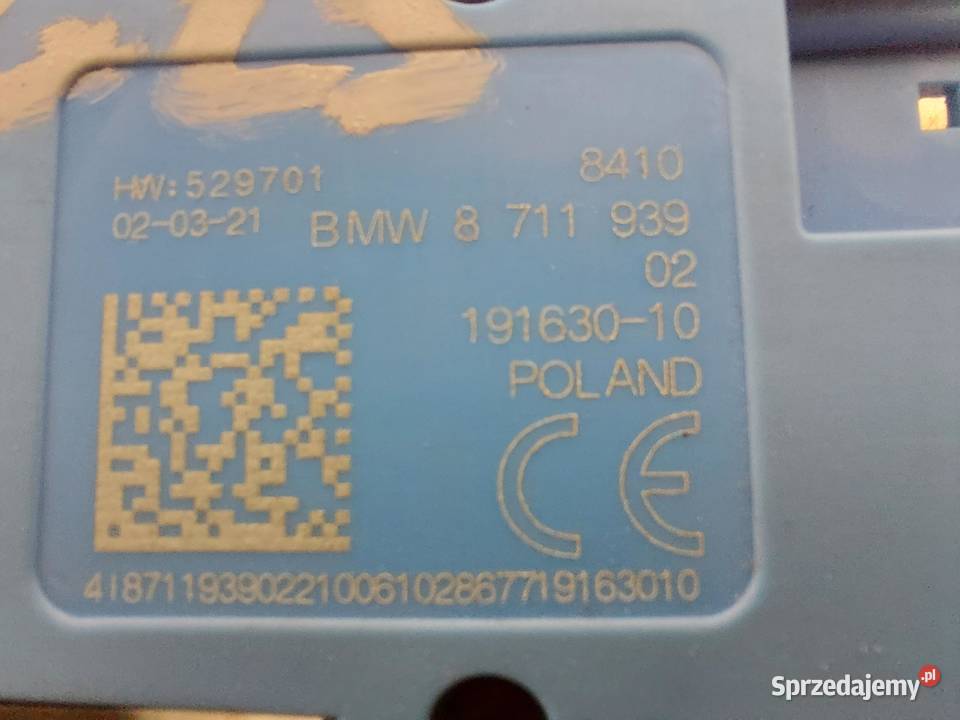 HW:529701 8410
02-03-21 BMW 8 711 939
02
191630-10
POLAND
CE
4187119390221006102867719163010
Sprzedajemy.pl